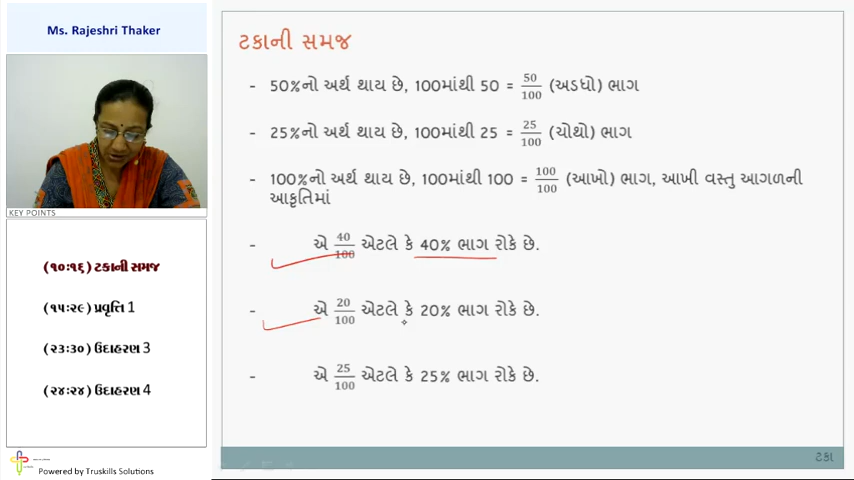 Ms. Rajeshri Thaker
KEY POINTS
(૧૦:૧૬) ટકાની સમજ
(૧૫:૨૯) પ્રવૃત્તિ 1
(૨૩:૩૦) ઉદાહરણ 3
(૨૪:૨૪) ઉદાહરણ 4
Powered by Truskills Solutions
ટકાની સમજ
- 50%નો અર્થ થાય છે, 100માંથી 50 = 50/100 (અડધો) ભાગ
- 25%નો અર્થ થાય છે, 100માંથી 25 = 25/100 (ચોથો) ભાગ
- 100%નો અર્થ થાય છે, 100માંથી 100 = 100/100 (આખો) ભાગ, આખી વસ્તુ આગળની
આકૃતિમાં
- એ 40/100 એટલે કે 40% ભાગ રોકે છે.
- એ 20/100 એટલે કે 20% ભાગ રોકે છે.
- એ 25/100 એટલે કે 25% ભાગ રોકે છે.
ટકા